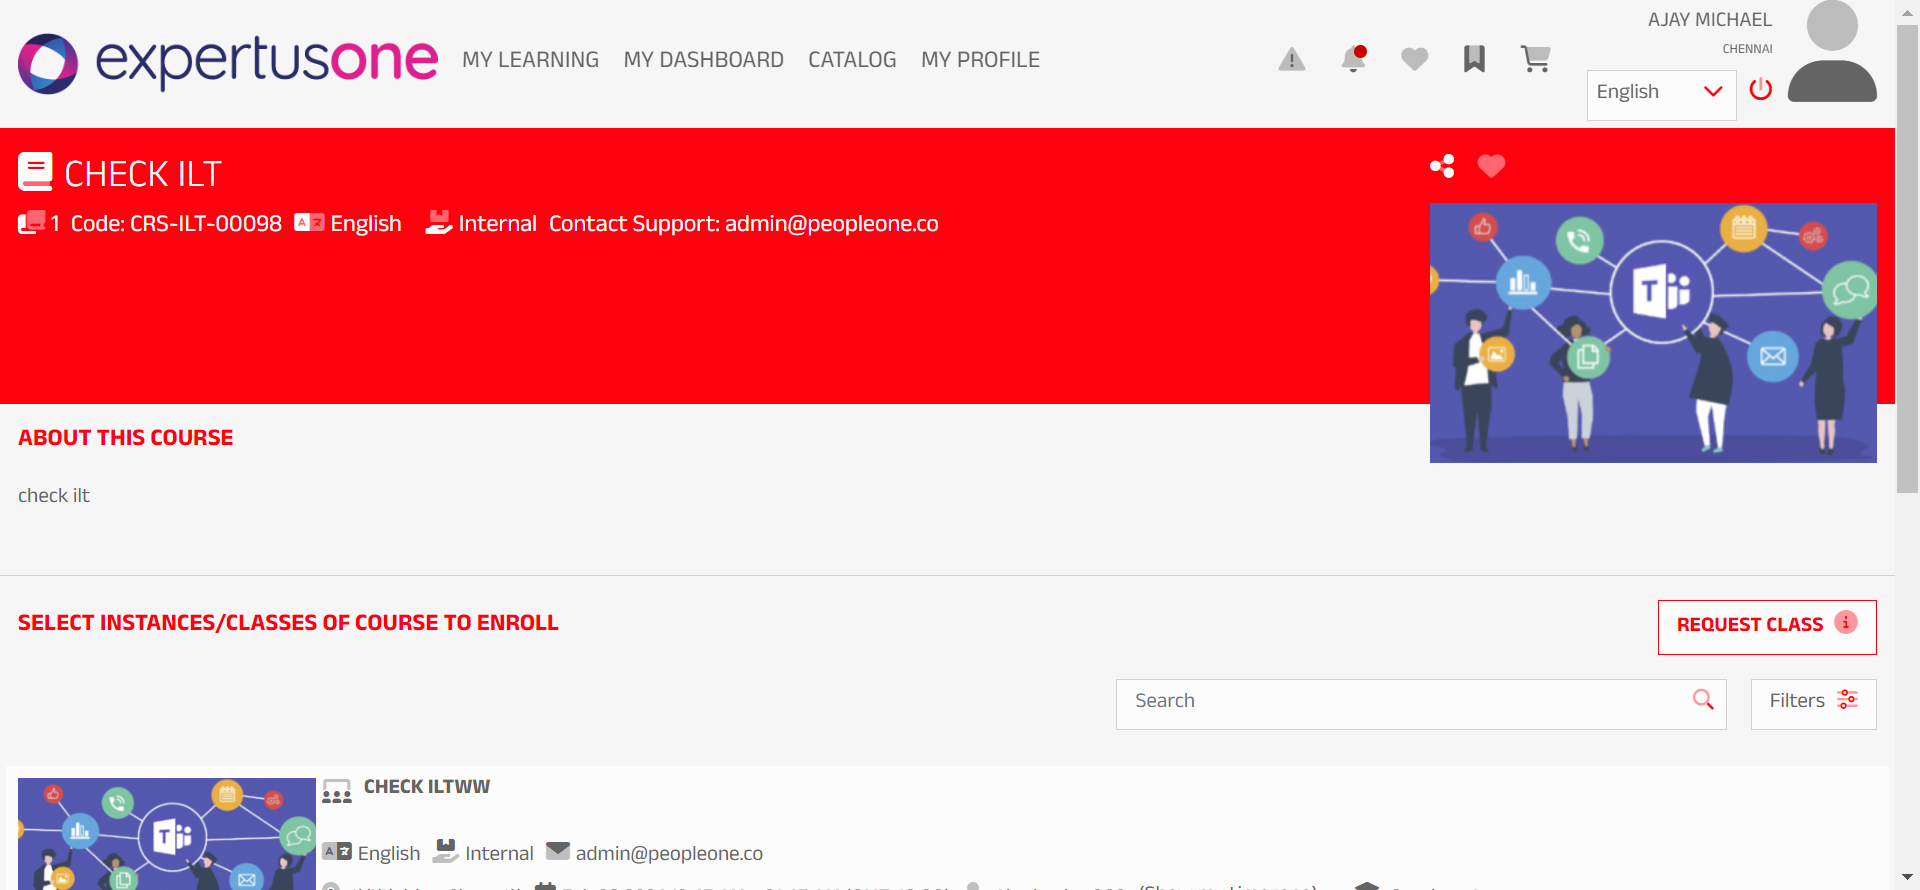 expertusone
MY LEARNING MY DASHBOARD CATALOG MY PROFILE
AJAY MICHAEL
CHENNAI
English
CHECK ILT
1 Code: CRS-ILT-00098 English Internal Contact Support: admin@peopleone.co
ABOUT THIS COURSE
check ilt
SELECT INSTANCES/CLASSES OF COURSE TO ENROLL
REQUEST CLASS i
Search
Filters
CHECK ILTWW
English Internal admin@peopleone.co